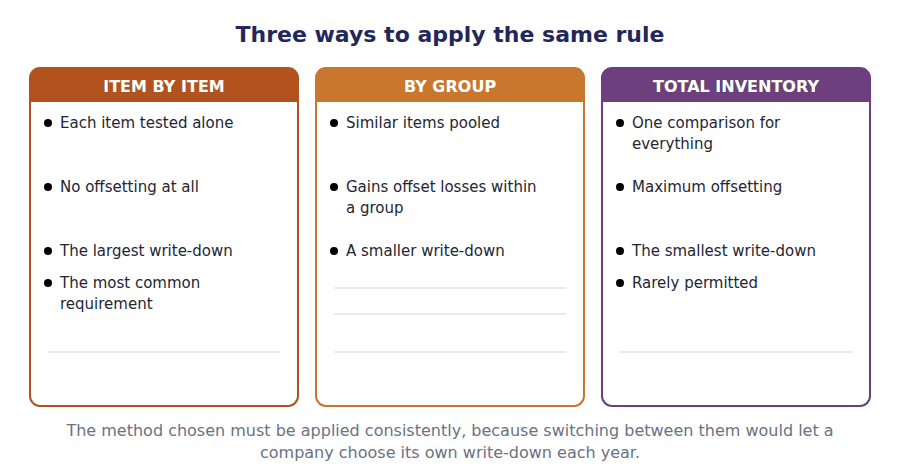 Three ways to apply the same rule
ITEM BY ITEM
Each item tested alone
No offsetting at all
The largest write-down
The most common
requirement
BY GROUP
Similar items pooled
Gains offset losses within
a group
A smaller write-down
TOTAL INVENTORY
One comparison for
everything
Maximum offsetting
The smallest write-down
Rarely permitted
The method chosen must be applied consistently, because switching between them would let a
company choose its own write-down each year.